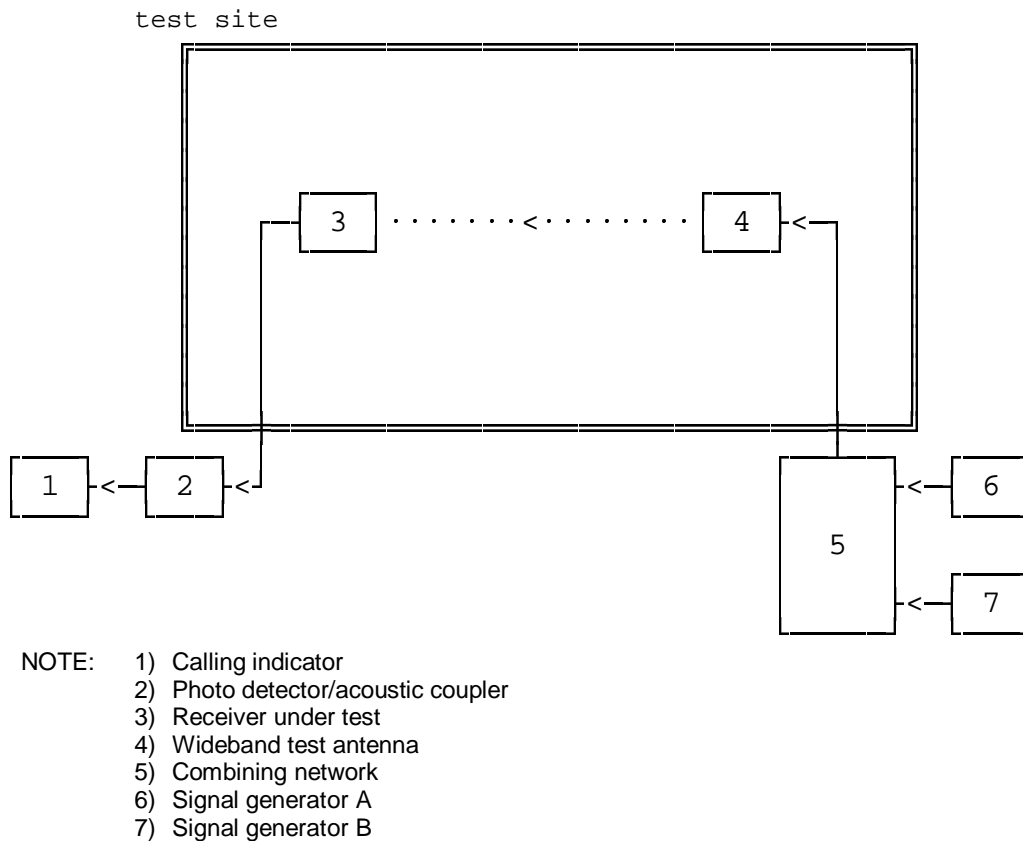 test site
3
4
1
2
6
5
7
NOTE: 1) Calling indicator
2) Photo detector/acoustic coupler
3) Receiver under test
4) Wideband test antenna
5) Combining network
6) Signal generator A
7) Signal generator B